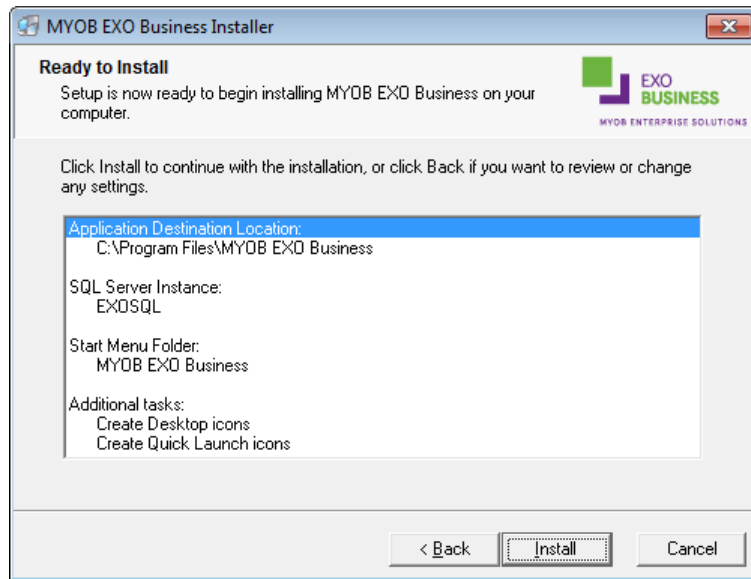 MYOB EXO Business Installer
Ready to Install
Setup is now ready to begin installing MYOB EXO Business on your
computer.
EXO
BUSINESS
MYOB ENTERPRISE SOLUTIONS
Click Install to continue with the installation, or click Back if you want to review or change
any settings.
Application Destination Location:
C:\Program Files\MYOB EXO Business
SQL Server Instance:
EXOSQL
Start Menu Folder:
MYOB EXO Business
Additional tasks:
Create Desktop icons
Create Quick Launch icons
< Back
Install
Cancel